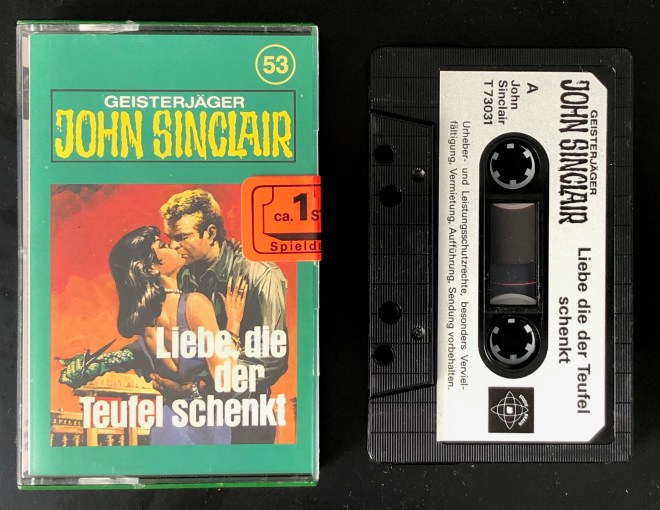 53
GEISTERJÄGER
JOHN SINCLAIR
ca. 1
Liebe, die
der
Teufel schenkt
GEISTERJÄGER
JOHN SINCLAIR
Liebe die der Teufel
schenkt
A
John
Sinclair
T 73031
Urheber- und Leistungsschutzrechte, besonders Verviel-
fältigung, Vermietung, Aufführung, Sendung vorbehalten.